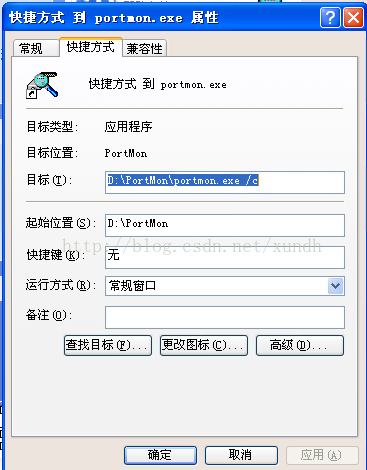 快捷方式 到 portmon.exe 属性
常规 快捷方式 兼容性
快捷方式 到 portmon.exe
目标类型: 应用程序
目标位置: PortMon
目标(T): D:\PortMon\portmon.exe /c
起始位置(S): D:\PortMon
http://blog.csdn.net/xundh
快捷键(K): 无
运行方式(R): 常规窗口
备注(O):
查找目标(F)... 更改图标(C)... 高级(D)...
确定 取消 应用(A)